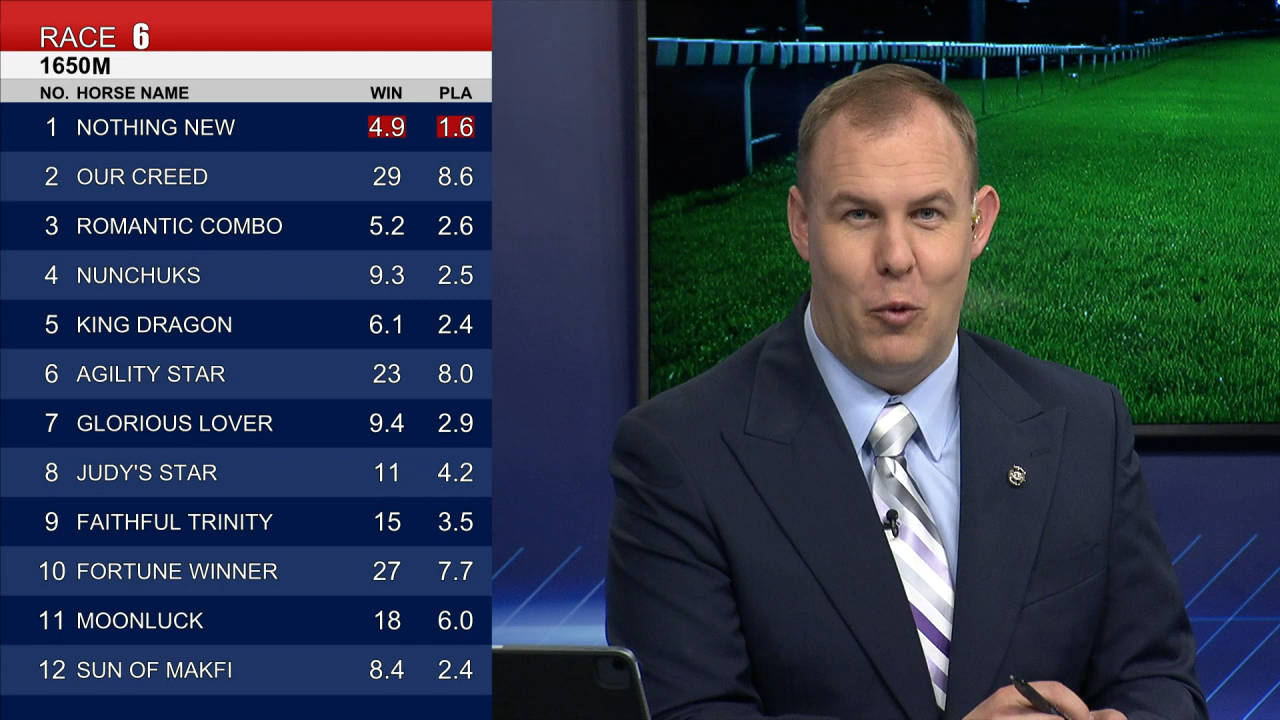 RACE 6
1650M
NO. HORSE NAME WIN PLA
1 NOTHING NEW 4.9 1.6
2 OUR CREED 29 8.6
3 ROMANTIC COMBO 5.2 2.6
4 NUNCHUKS 9.3 2.5
5 KING DRAGON 6.1 2.4
6 AGILITY STAR 23 8.0
7 GLORIOUS LOVER 9.4 2.9
8 JUDY'S STAR 11 4.2
9 FAITHFUL TRINITY 15 3.5
10 FORTUNE WINNER 27 7.7
11 MOONLUCK 18 6.0
12 SUN OF MAKFI 8.4 2.4